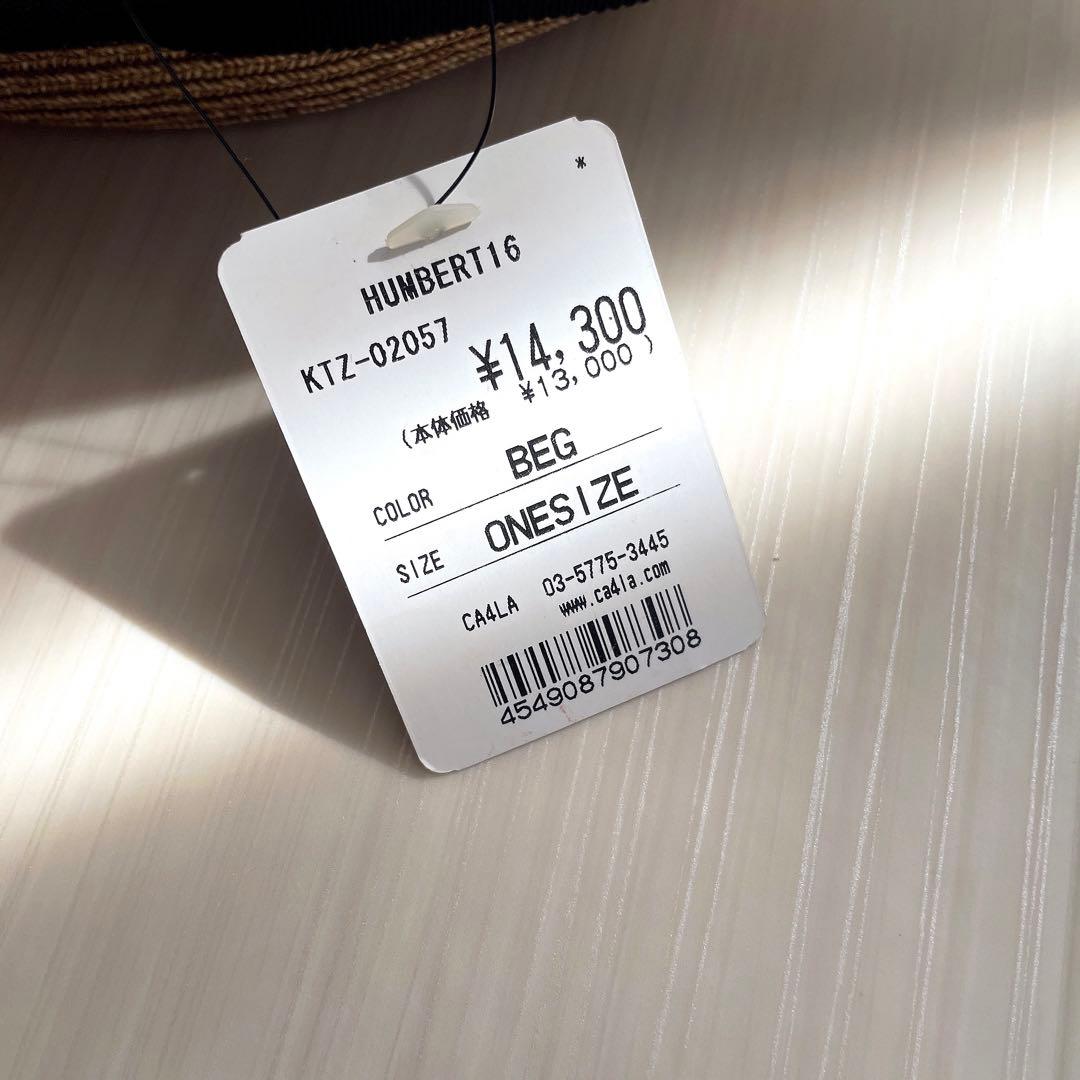 *
HUMBERT16
KTZ-02057 ¥14,300
(本体価格 ¥13,000 )
COLOR BEG
SIZE ONESIZE
CA4LA 03-5775-3445
www.ca4la.com
4549087907308